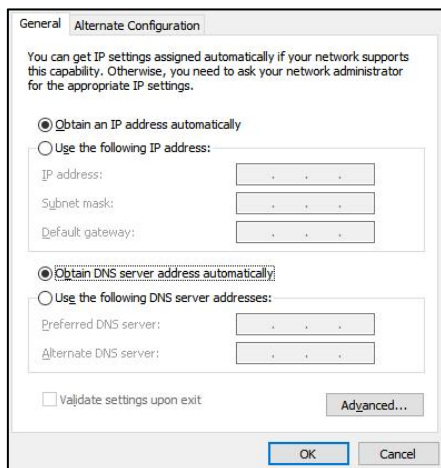 General
Alternate Configuration
You can get IP settings assigned automatically if your network supports
this capability. Otherwise, you need to ask your network administrator
for the appropriate IP settings.
Obtain an IP address automatically
Use the following IP address:
IP address:
Subnet mask:
Default gateway:
Obtain DNS server address automatically
Use the following DNS server addresses:
Preferred DNS server:
Alternate DNS server:
Validate settings upon exit
Advanced...
OK
Cancel